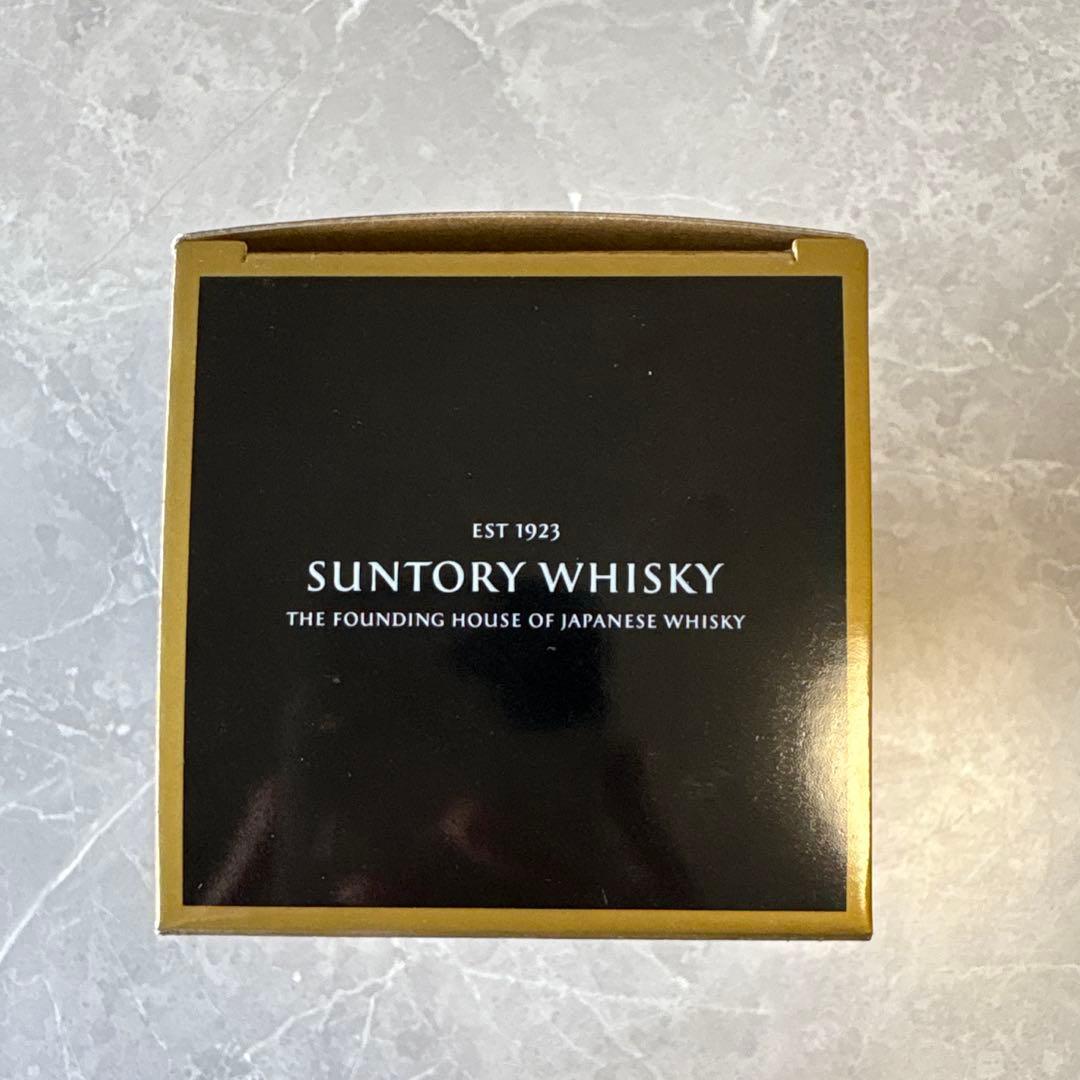 EST 1923
SUNTORY WHISKY
THE FOUNDING HOUSE OF JAPANESE WHISKY